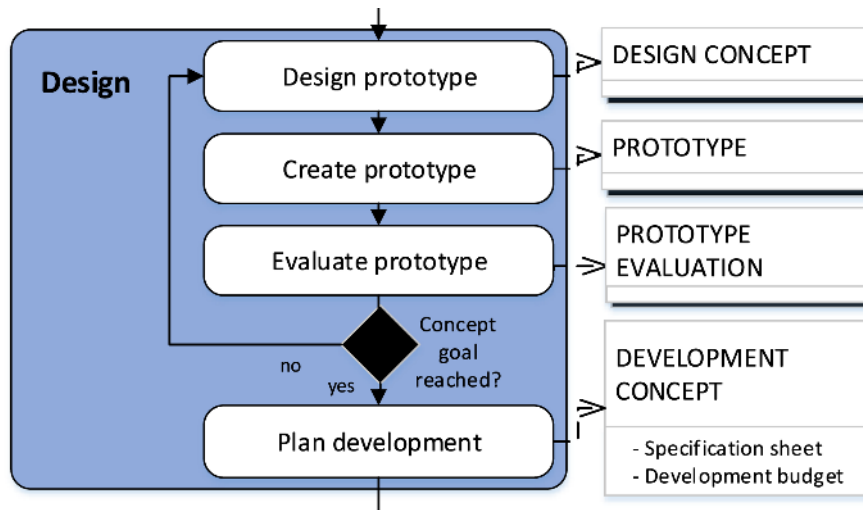 Design
Design prototype
DESIGN CONCEPT
Create prototype
PROTOTYPE
Evaluate prototype
PROTOTYPE
EVALUATION
Concept
goal
reached?
no
yes
DEVELOPMENT
CONCEPT
Plan development
- Specification sheet
- Development budget